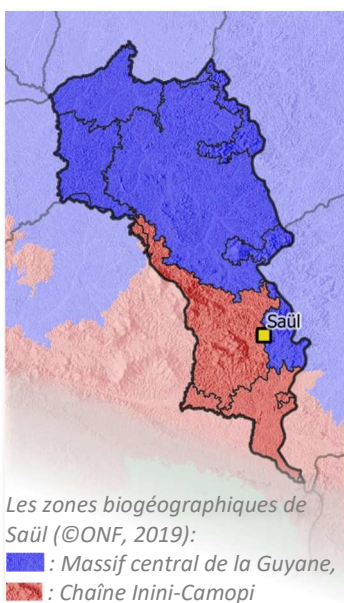 Saül
Les zones biogéographiques de
Saül (©ONF, 2019):
: Massif central de la Guyane,
: Chaîne Inini-Camopi